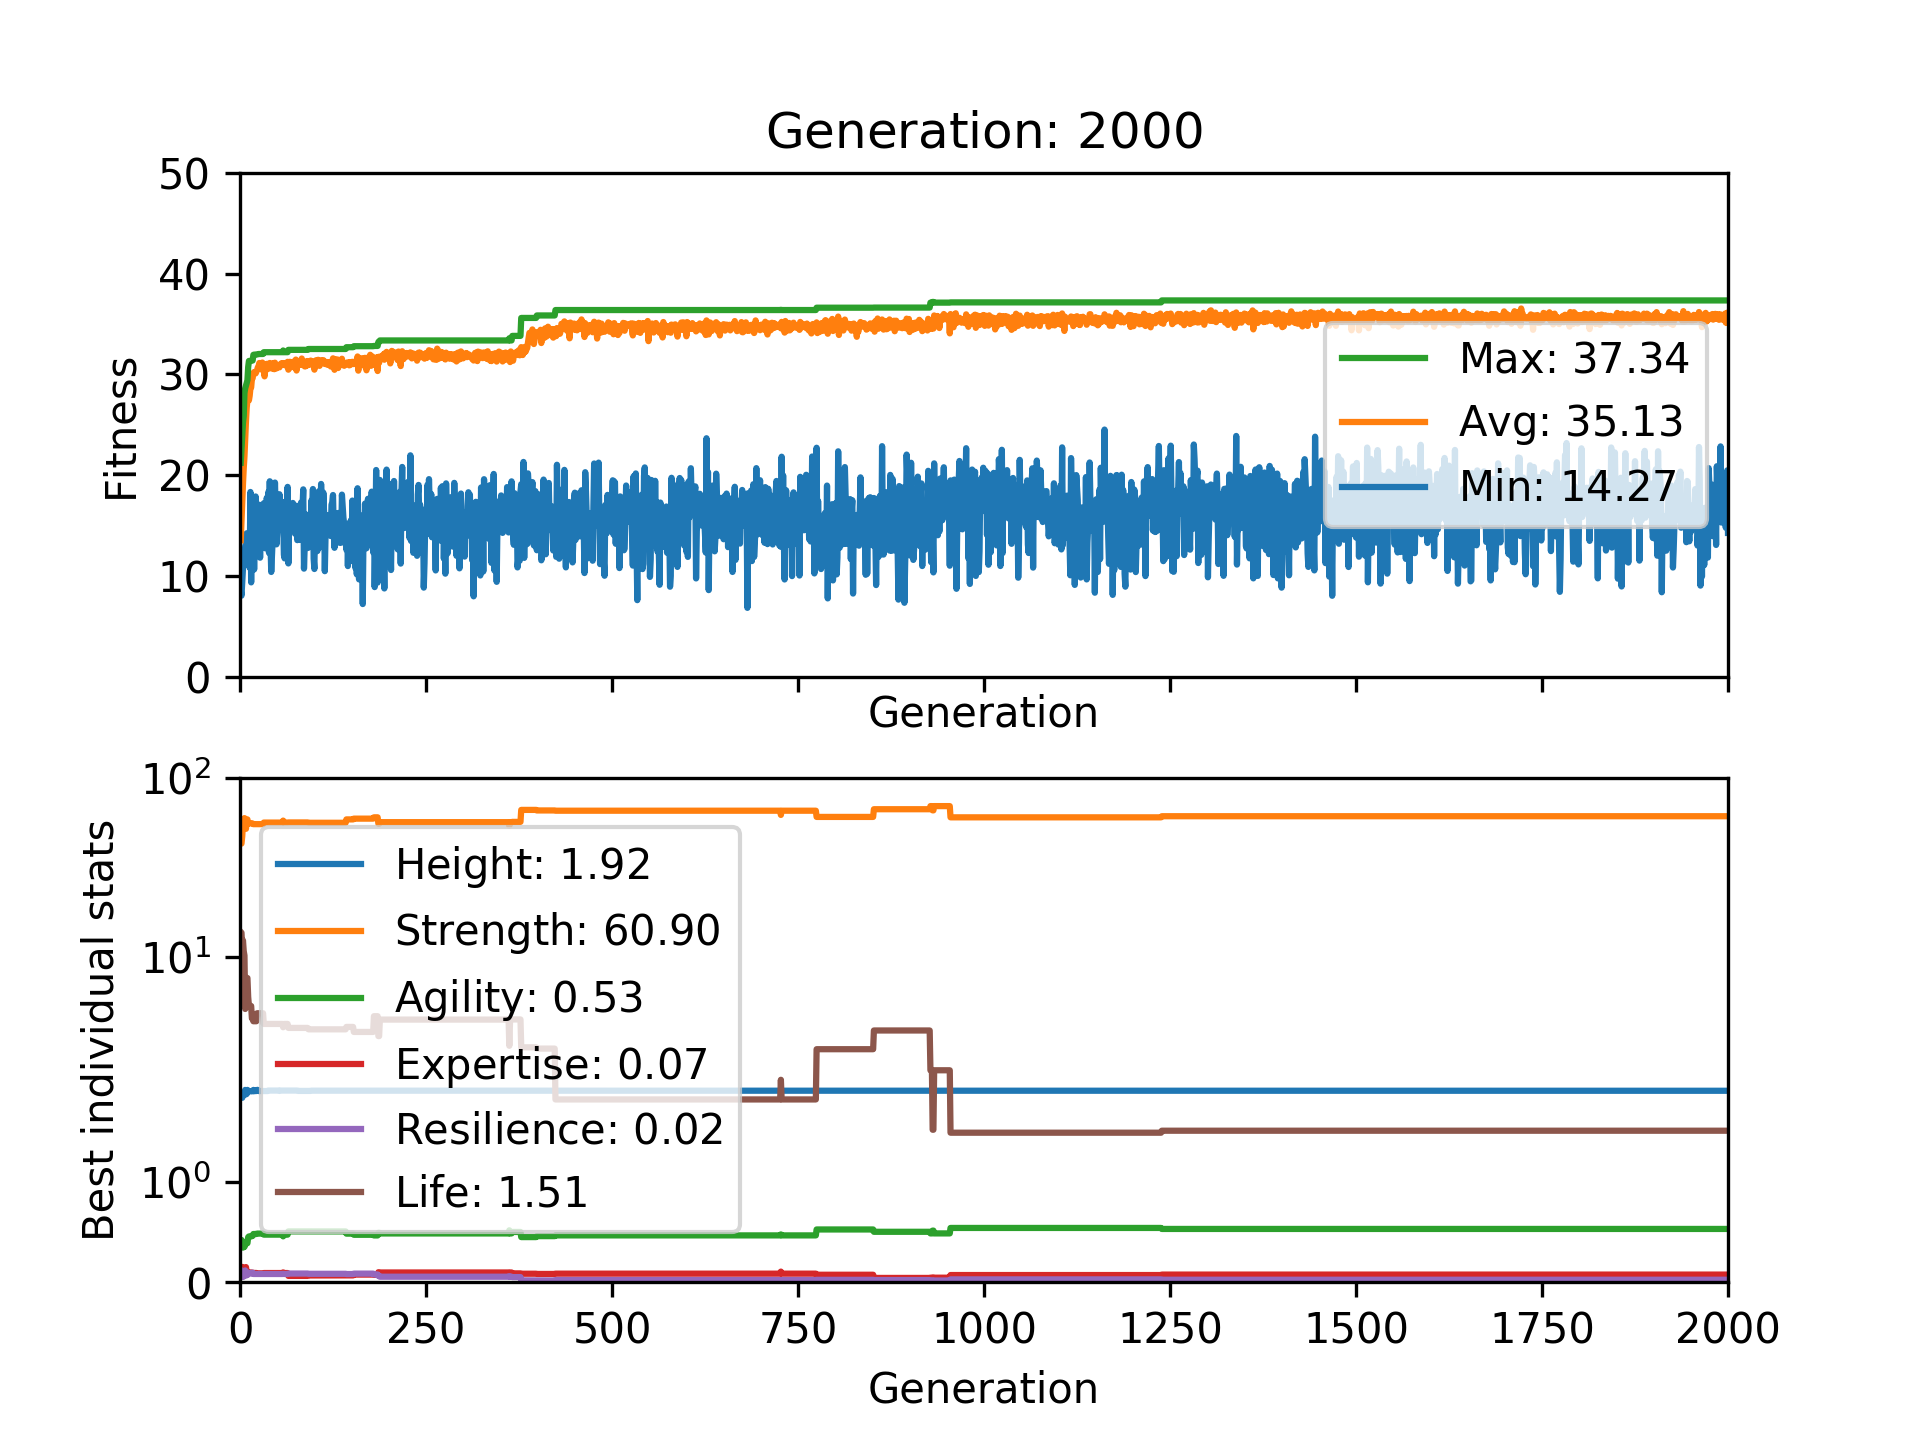 Generation: 2000
50
40
30
20
10
0
Fitness
Max: 37.34
Avg: 35.13
Min: 14.27
Generation
10²
10¹
10⁰
0
Best individual stats
Height: 1.92
Strength: 60.90
Agility: 0.53
Expertise: 0.07
Resilience: 0.02
Life: 1.51
0 250 500 750 1000 1250 1500 1750 2000
Generation